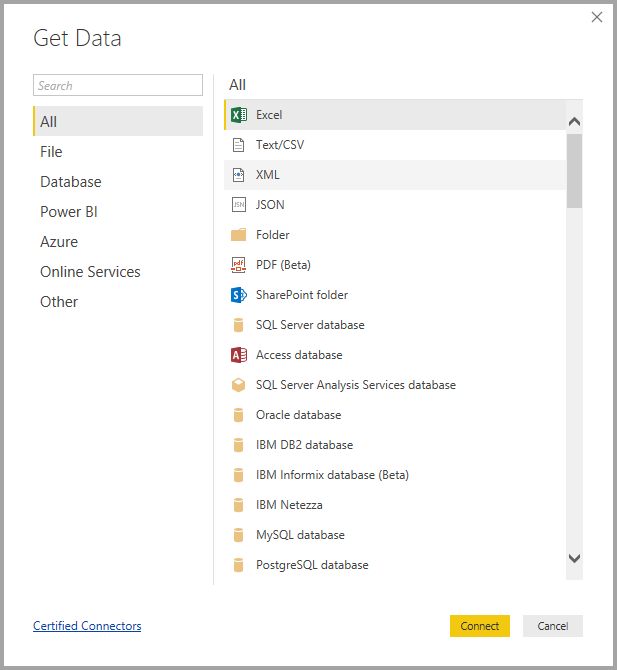 Get Data
Search
All
File
Database
Power BI
Azure
Online Services
Other
All
Excel
Text/CSV
XML
JSON
Folder
PDF (Beta)
SharePoint folder
SQL Server database
Access database
SQL Server Analysis Services database
Oracle database
IBM DB2 database
IBM Informix database (Beta)
IBM Netezza
MySQL database
PostgreSQL database
Certified Connectors
Connect
Cancel